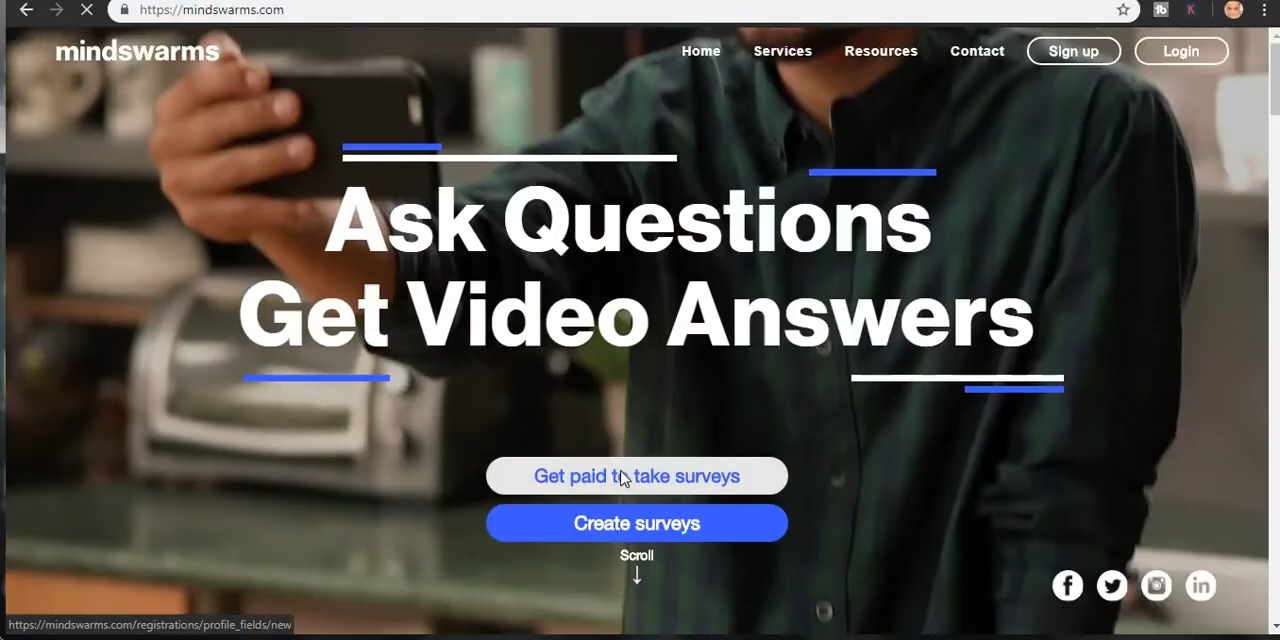 https://mindswarms.com
mindswarms
Home
Services
Resources
Contact
Sign up
Login
Ask Questions
Get Video Answers
Get paid to take surveys
Create surveys
Scroll
https://mindswarms.com/registrations/profile_fields/new